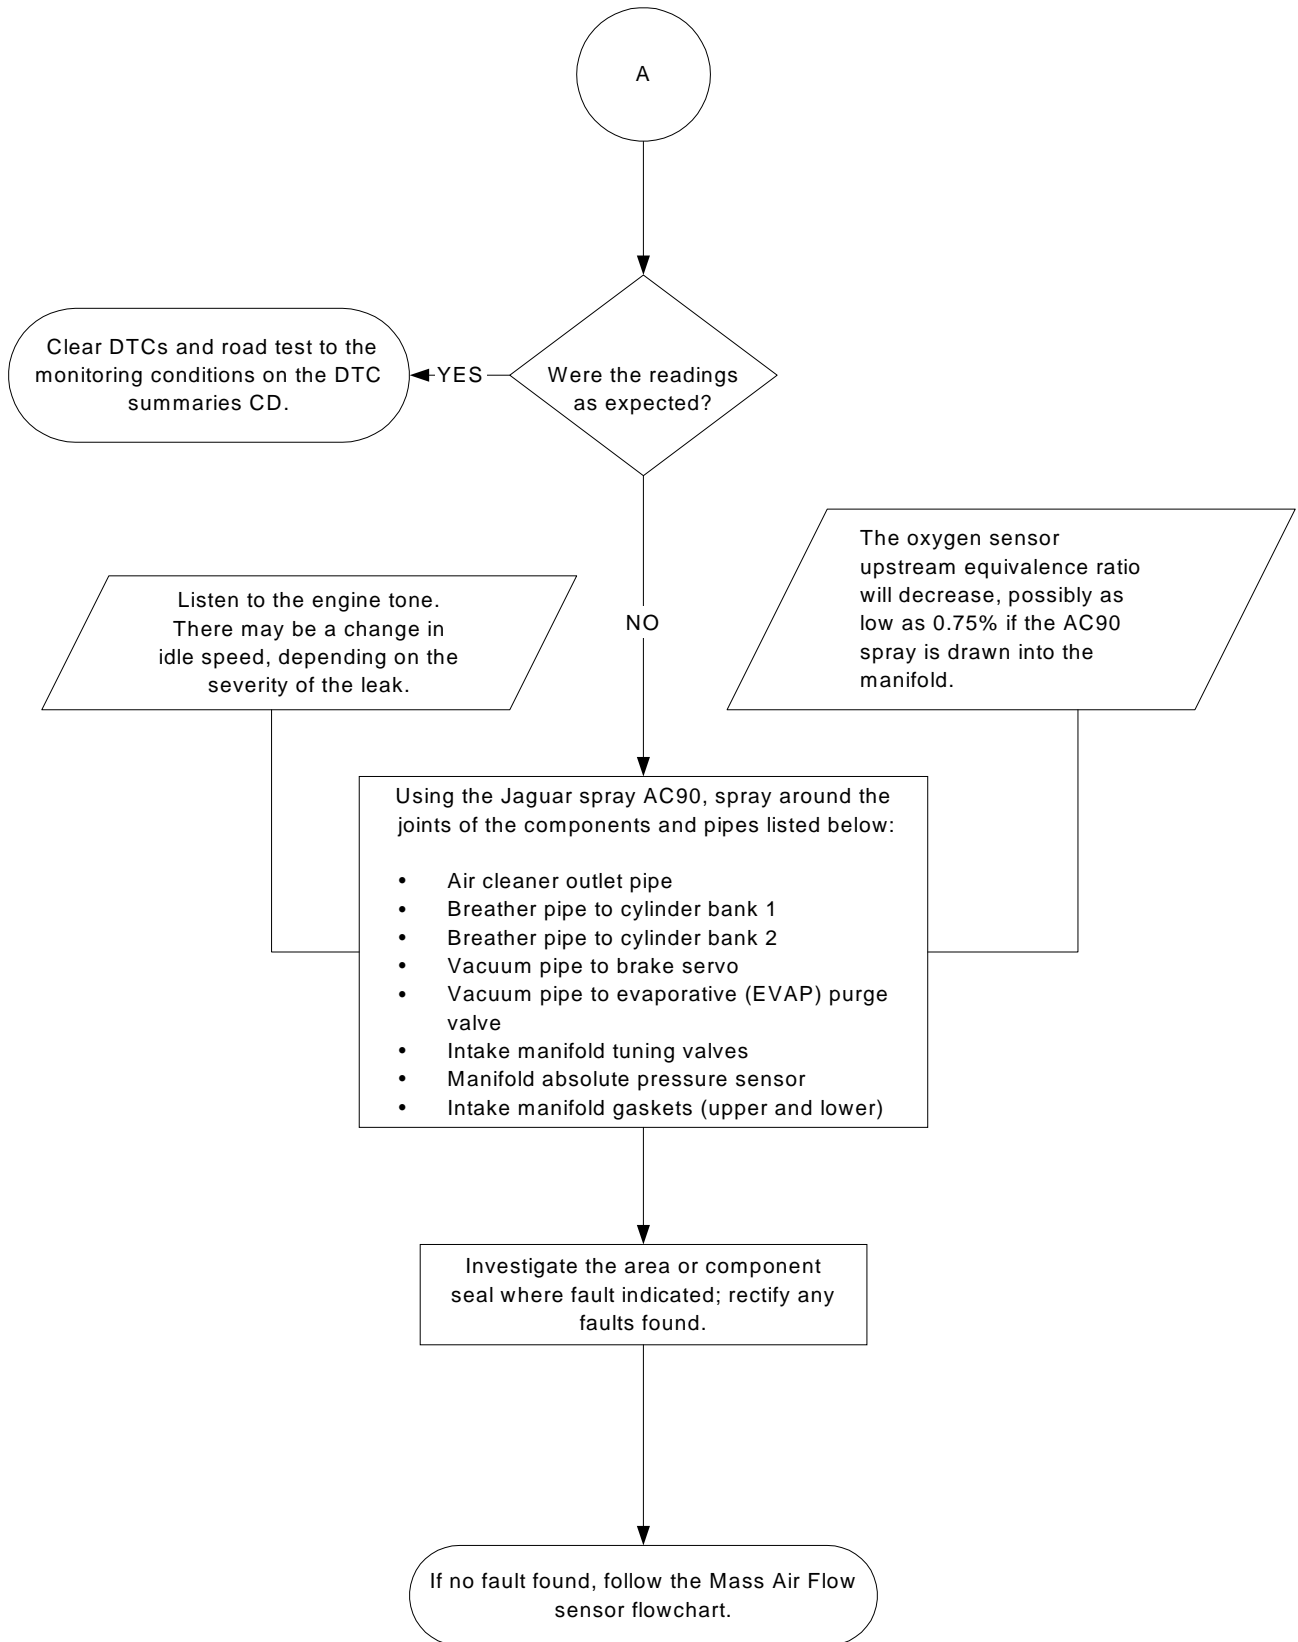 A
Clear DTCs and road test to the
monitoring conditions on the DTC
summaries CD.
YES
Were the readings
as expected?
NO
Listen to the engine tone.
There may be a change in
idle speed, depending on the
severity of the leak.
The oxygen sensor
upstream equivalence ratio
will decrease, possibly as
low as 0.75% if the AC90
spray is drawn into the
manifold.
Using the Jaguar spray AC90, spray around the
joints of the components and pipes listed below:
• Air cleaner outlet pipe
• Breather pipe to cylinder bank 1
• Breather pipe to cylinder bank 2
• Vacuum pipe to brake servo
• Vacuum pipe to evaporative (EVAP) purge
valve
• Intake manifold tuning valves
• Manifold absolute pressure sensor
• Intake manifold gaskets (upper and lower)
Investigate the area or component
seal where fault indicated; rectify any
faults found.
If no fault found, follow the Mass Air Flow
sensor flowchart.